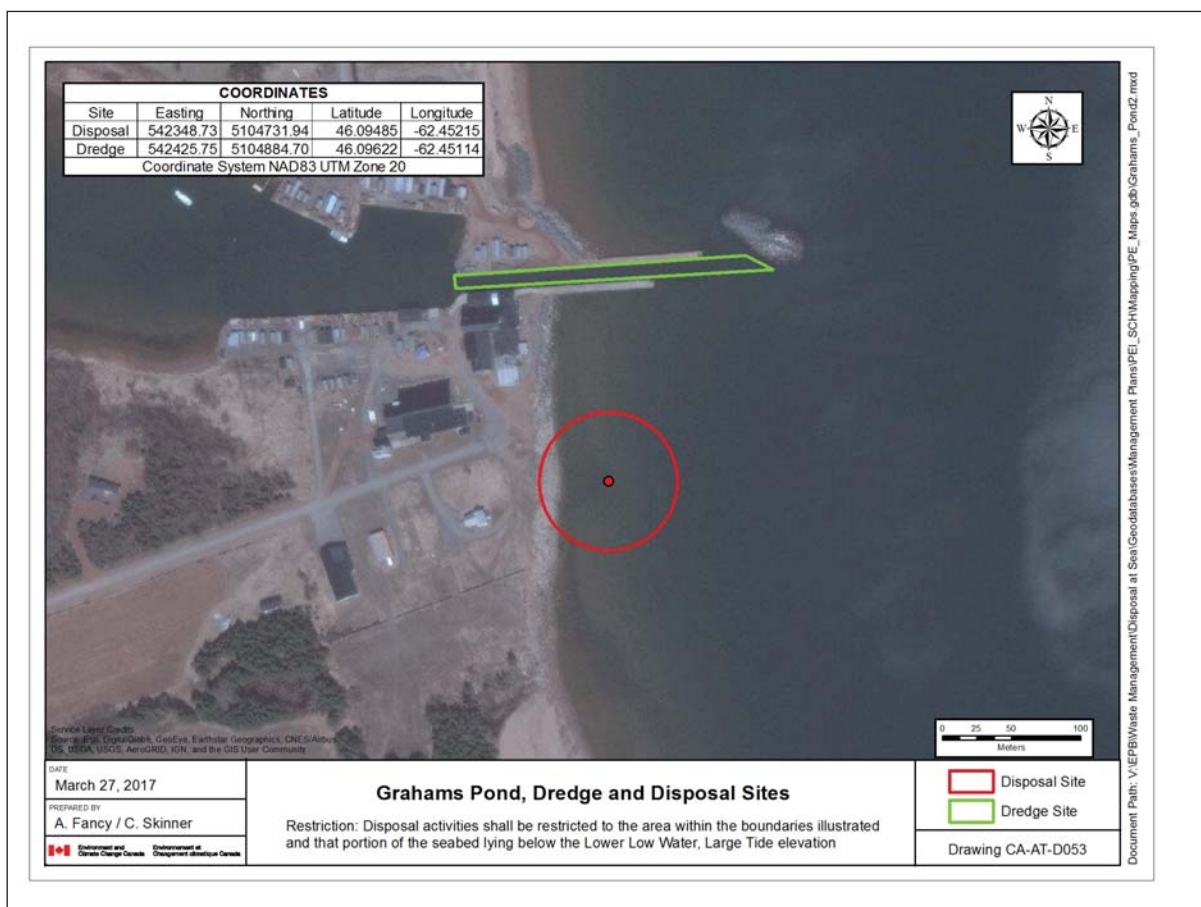 COORDINATES
Site Easting Northing Latitude Longitude
Disposal 542348.73 5104731.94 46.09485 -62.45215
Dredge 542425.75 5104884.70 46.09622 -62.45114
Coordinate System NAD83 UTM Zone 20
N
W E
S
Document Path: V:\EPB\Waste Management\Disposal at Sea\Geodatabases\Management Plans\PEI_SCH\Mapping\PE_Maps.gdb\Grahams_Pond2.mxd
Service Layer Credits
Source: Esri, DigitalGlobe, GeoEye, Earthstar Geographics, CNES/Airbus
DS, USDA, USGS, AeroGRID, IGN, and the GIS User Community
0 25 50 100
Meters
DATE
March 27, 2017
PREPARED BY
A. Fancy / C. Skinner
Environment and Environnement et
Climate Change Canada Changement climatique Canada
Grahams Pond, Dredge and Disposal Sites
Restriction: Disposal activities shall be restricted to the area within the boundaries illustrated
and that portion of the seabed lying below the Lower Low Water, Large Tide elevation
Disposal Site
Dredge Site
Drawing CA-AT-D053